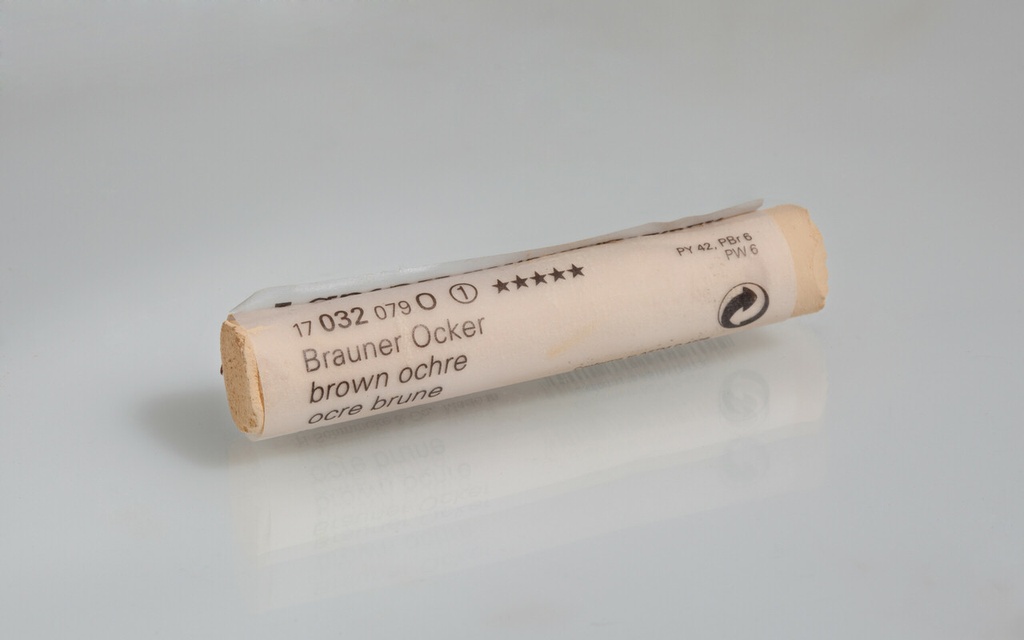 17 032 079 O 1 ★★★★★
Brauner Ocker
brown ochre
ocre brune
PY 42, PBr 6
PW 6